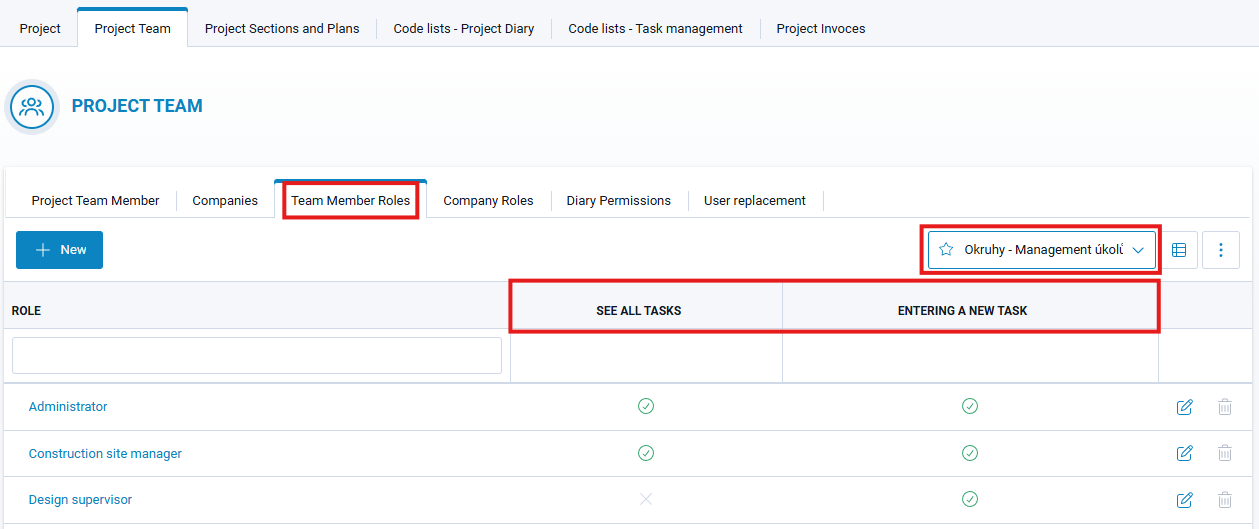 Project Project Team Project Sections and Plans Code lists - Project Diary Code lists - Task management Project Invoces
PROJECT TEAM
Project Team Member Companies Team Member Roles Company Roles Diary Permissions User replacement
New Okruhy - Management úkolů
ROLE SEE ALL TASKS ENTERING A NEW TASK
Administrator
Construction site manager
Design supervisor